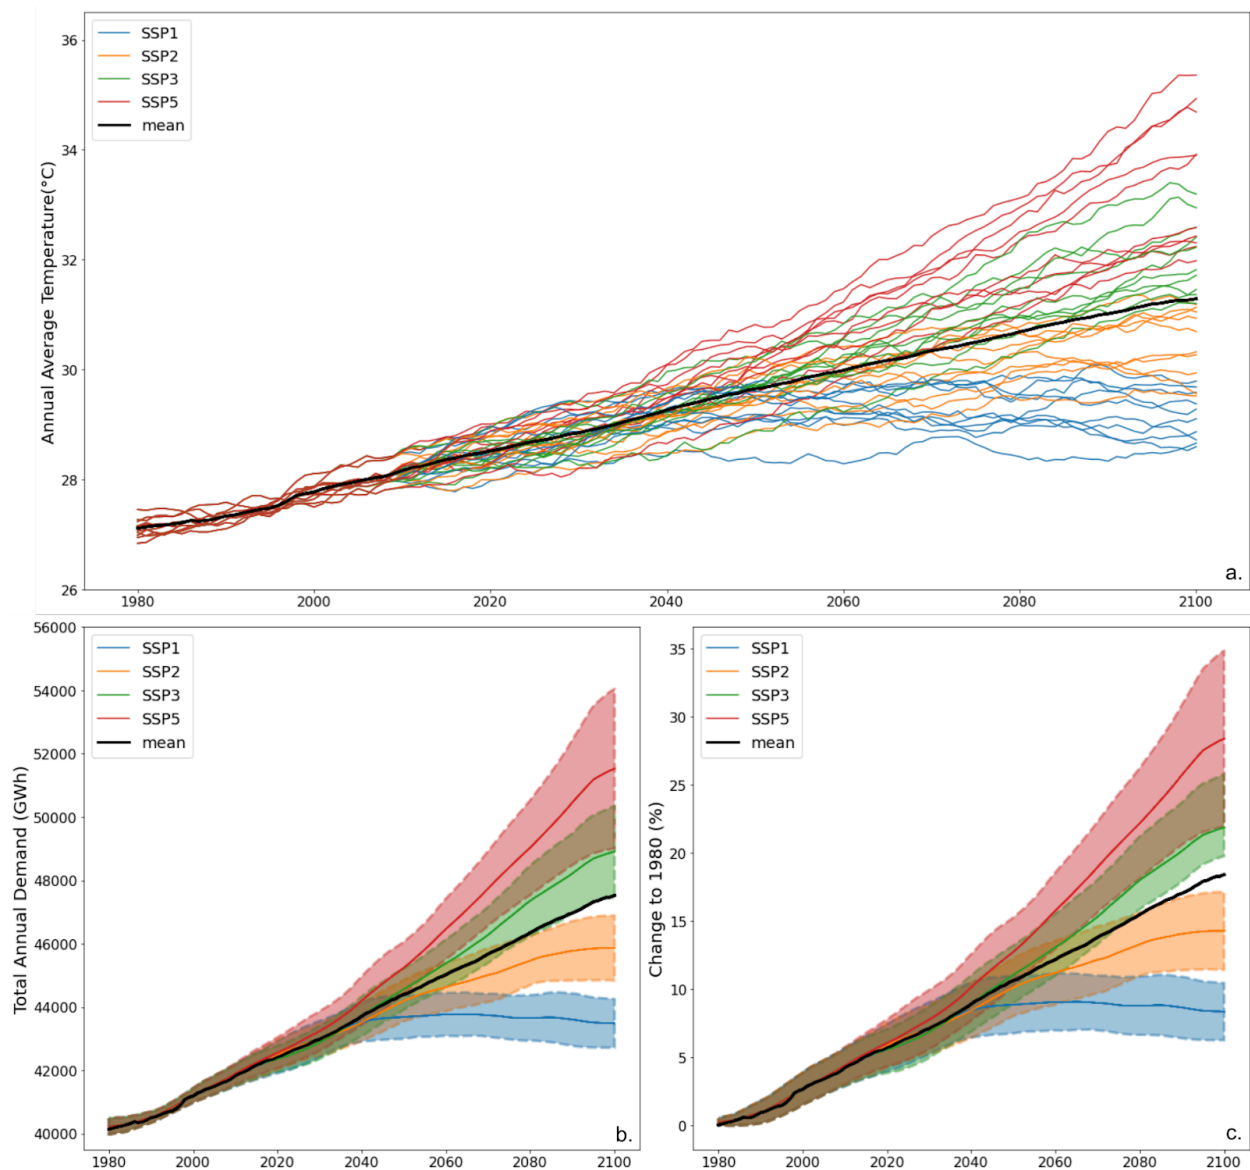 36
34
32
30
28
26
Annual Average Temperature(°C)
SSP1
SSP2
SSP3
SSP5
mean
a.
1980
2000
2020
2040
2060
2080
2100
56000
54000
52000
50000
48000
46000
44000
42000
40000
Total Annual Demand (GWh)
SSP1
SSP2
SSP3
SSP5
mean
b.
1980
2000
2020
2040
2060
2080
2100
35
30
25
20
15
10
5
0
Change to 1980 (%)
SSP1
SSP2
SSP3
SSP5
mean
c.
1980
2000
2020
2040
2060
2080
2100